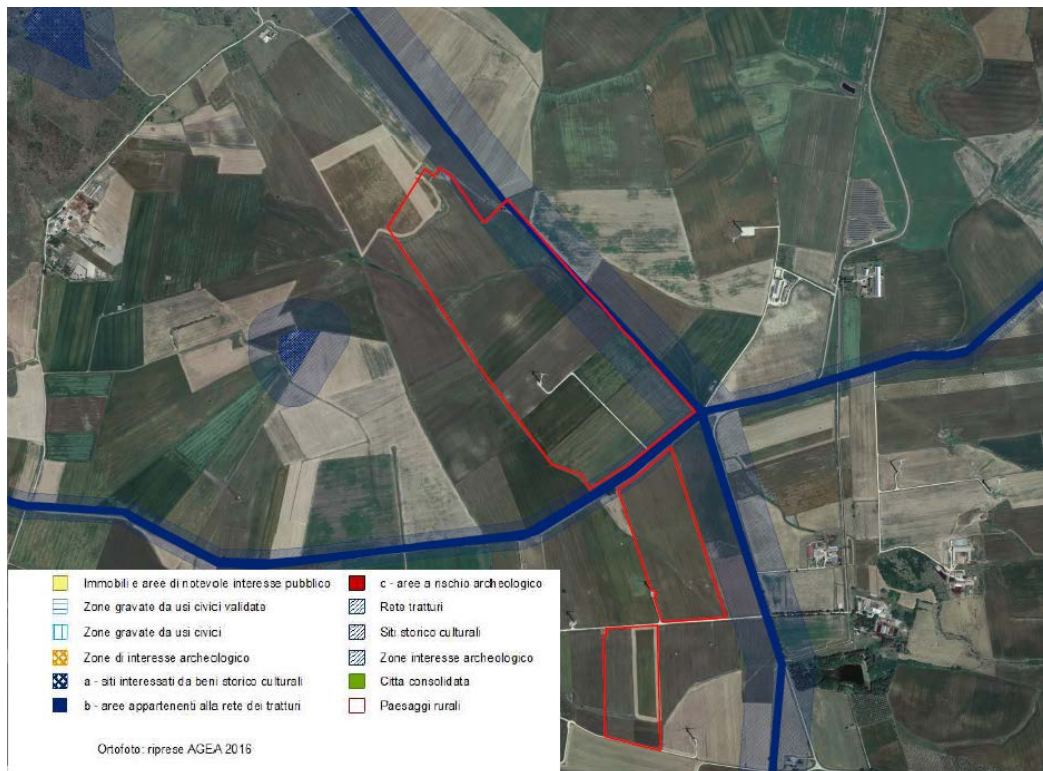 Immobili e aree di notevole interesse pubblico
Zone gravate da usi civici validato
Zone gravate da usi civici
Zone di interesse archeologico
a - siti interessati da beni storico culturali
b - aree appartenenti alla rete dei tratturi
c - aree a rischio archeologico
Rete tratturi
Siti storico culturali
Zone interesse archeologico
Citta consolidata
Paesaggi rurali
Ortofoto: riprese AGEA 2016